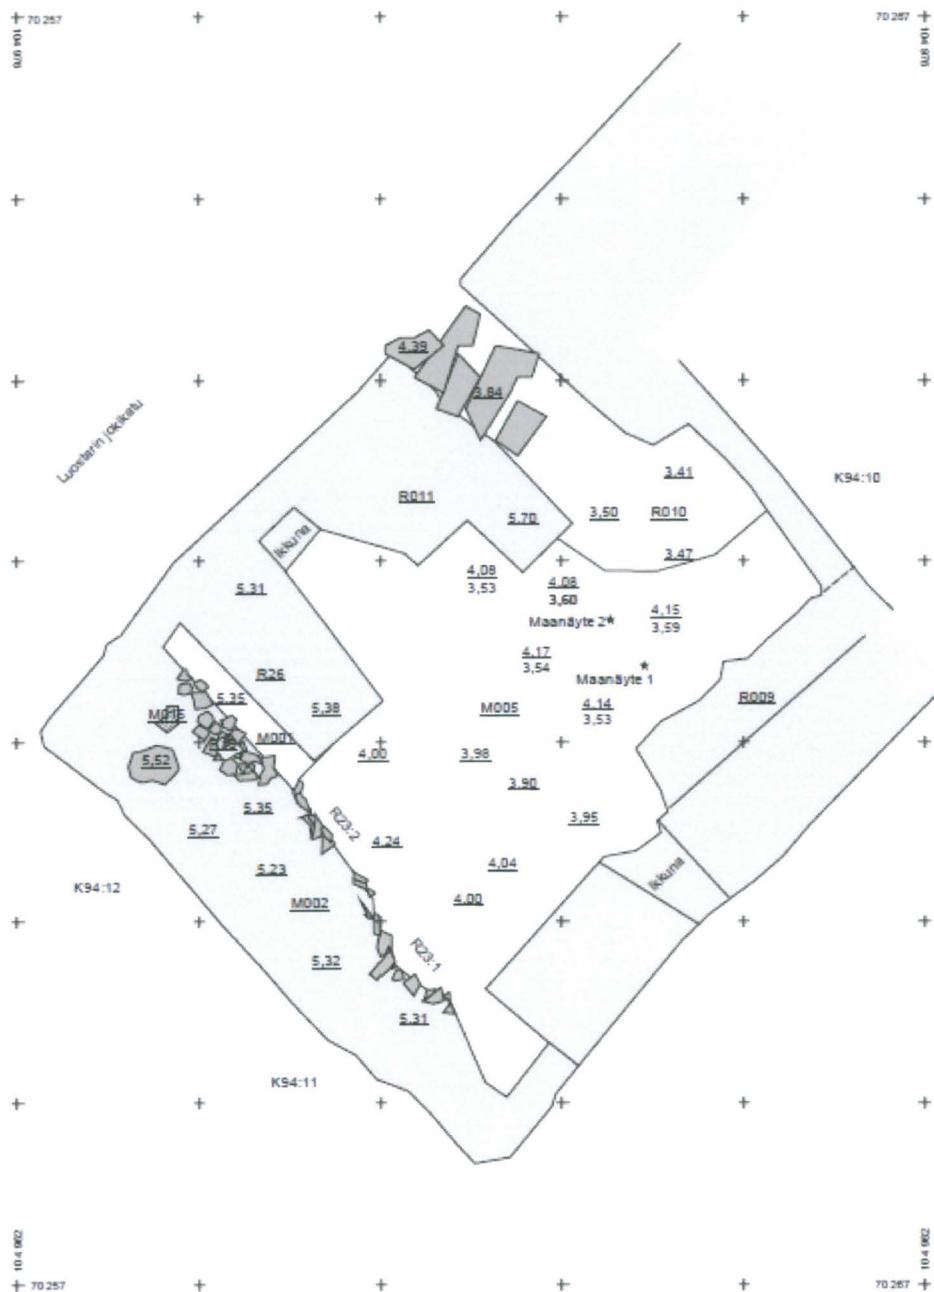 70 257
70 267
104 976
104 976
Luostarin jokikatu
4.39
3.84
3.41
K94:10
R011
5.70
3,50
R010
3.47
Ikkuna
4,08
3,53
4.08
3,60
5.31
4,15
3,59
Maanäyte 2
4.17
3,54
R26
Maanäyte 1
R009
5.35
5,38
M005
4.14
3,53
M015
M001
5,52
4,00
3,98
3.90
5.35
5,27
R23:2
3,95
4.24
5.23
4,04
Ikkuna
K94:12
M002
4.00
R23:1
5,32
5.31
K94:11
104 962
104 962
70 257
70 267